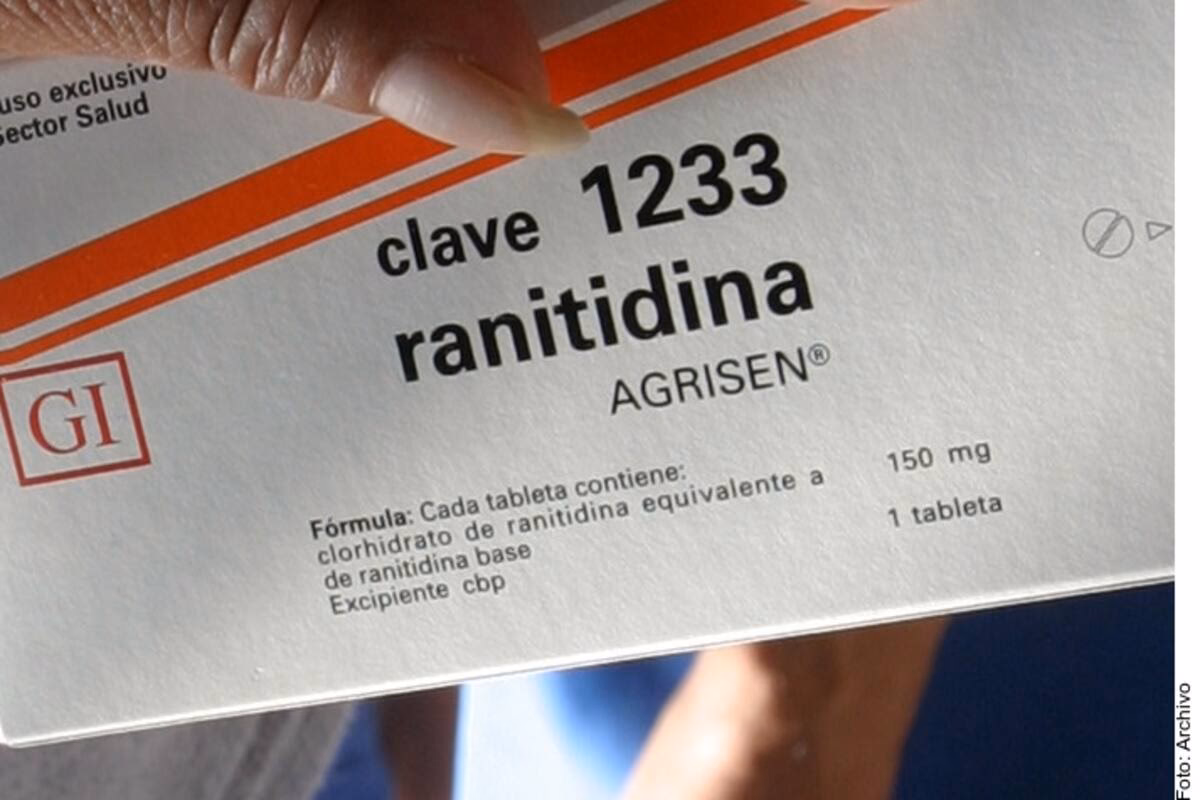 uso exclusivo
Sector Salud
clave 1233
ranitidina
AGRISEN®
GI
Fórmula: Cada tableta contiene:
clorhidrato de ranitidina equivalente a 150 mg
de ranitidina base
Excipiente cbp 1 tableta
Foto: Archivo